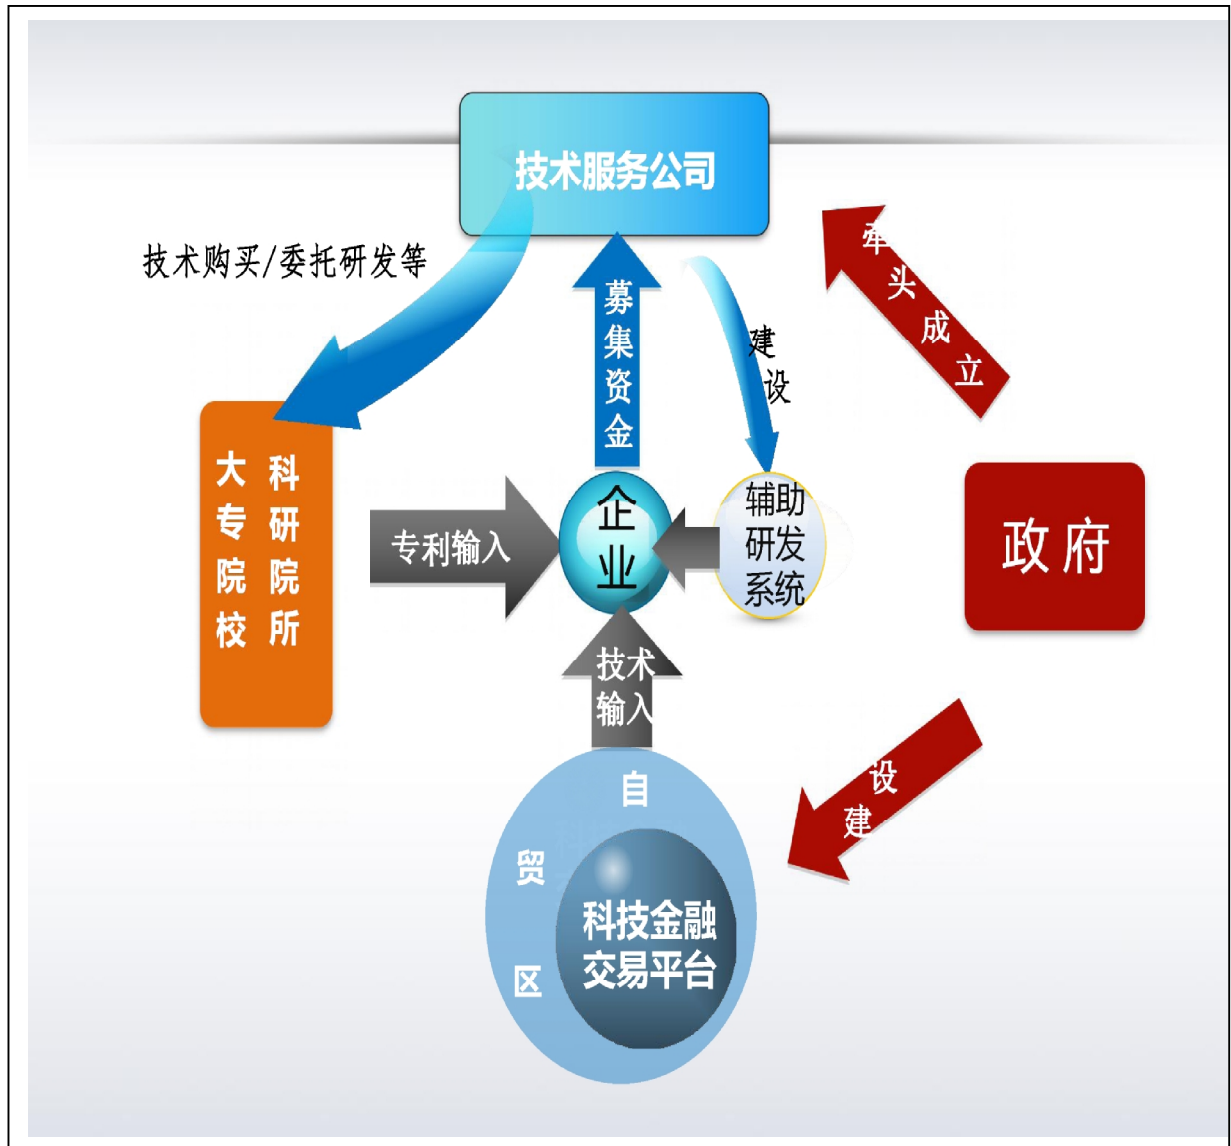 技术服务公司
技术购买/委托研发等
牵头成立
募集资金
建设
大专院校
科研院所
专利输入
企业
辅助
研发
系统
政府
技术
输入
建设
自贸区
科技金融
交易平台